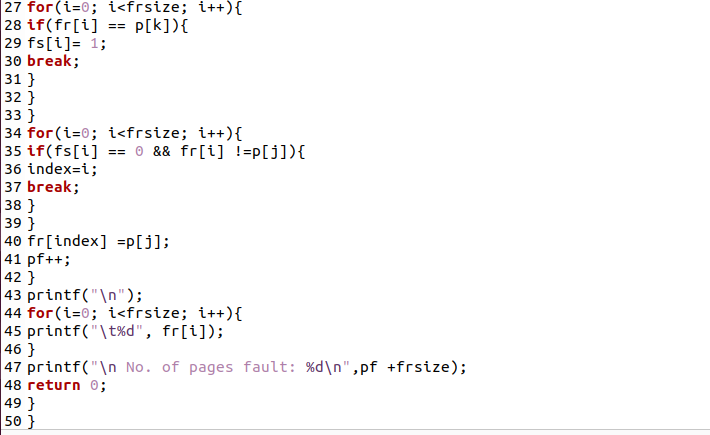 27 for(i=0; i<frsize; i++){
28 if(fr[i] == p[k]){
29 fs[i]= 1;
30 break;
31 }
32 }
33 }
34 for(i=0; i<frsize; i++){
35 if(fs[i] == 0 && fr[i] !=p[j]){
36 index=i;
37 break;
38 }
39 }
40 fr[index] =p[j];
41 pf++;
42 }
43 printf("\n");
44 for(i=0; i<frsize; i++){
45 printf("\t%d", fr[i]);
46 }
47 printf("\n No. of pages fault: %d\n",pf +frsize);
48 return 0;
49 }
50 }